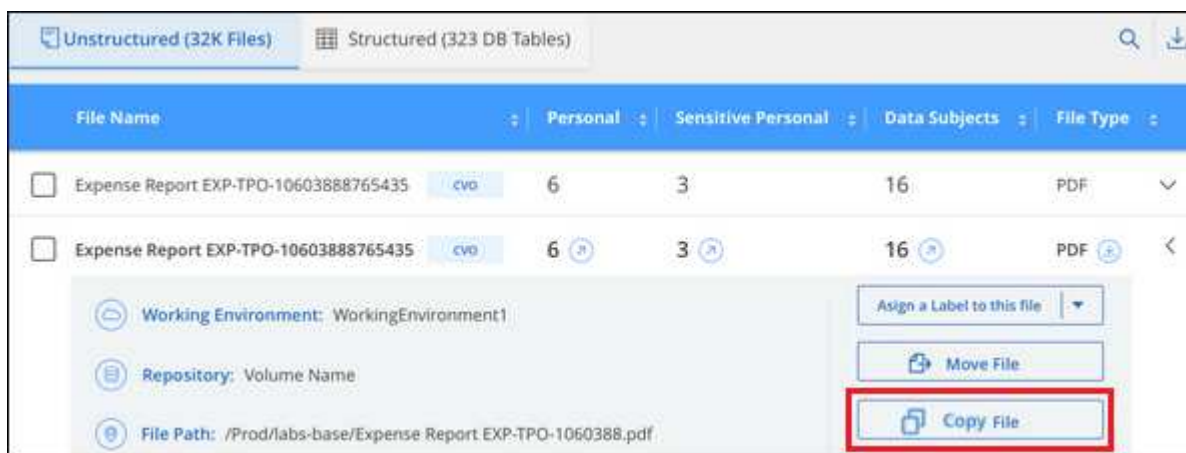 Unstructured (32K Files) Structured (323 DB Tables)
File Name Personal Sensitive Personal Data Subjects File Type
Expense Report EXP-TPO-10603888765435 CVO 6 3 16 PDF
Expense Report EXP-TPO-10603888765435 CVO 6 3 16 PDF
Working Environment: WorkingEnvironment1 Asign a Label to this file
Repository: Volume Name Move File
File Path: /Prod/labs-base/Expense Report EXP-TPO-1060388.pdf Copy File